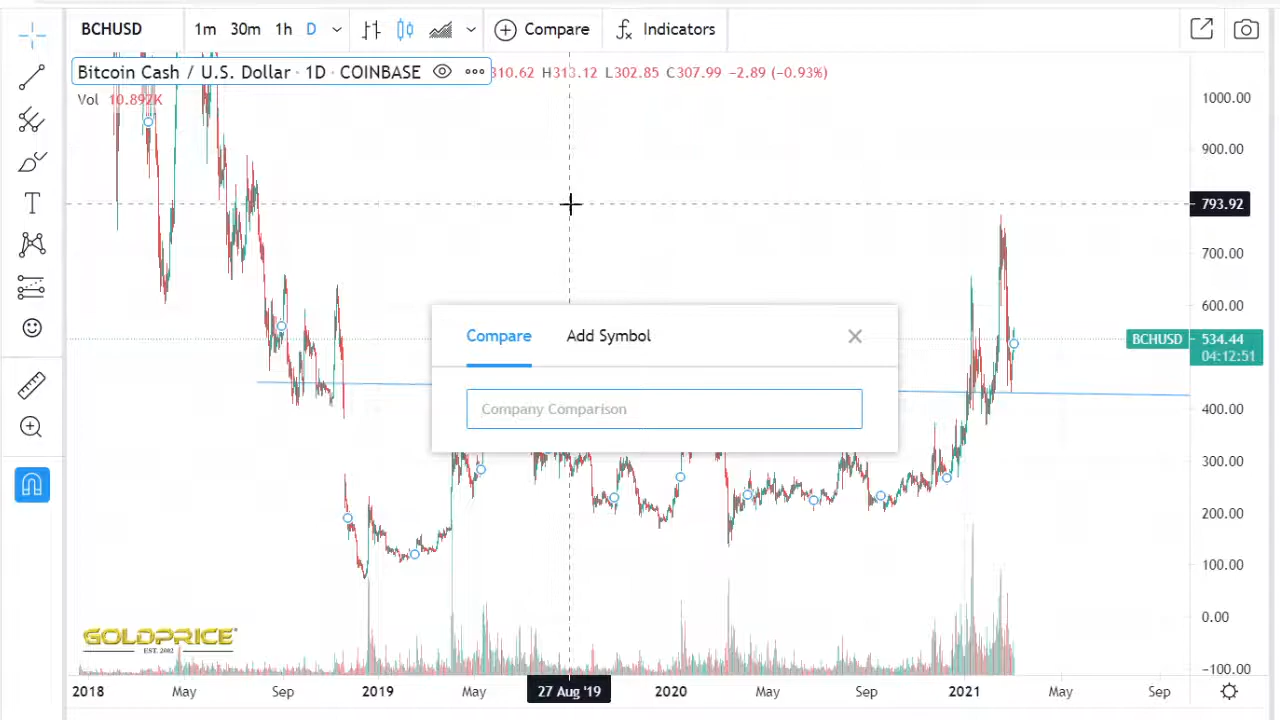 BCHUSD 1m 30m 1h D Compare Indicators
Bitcoin Cash / U.S. Dollar · 1D · COINBASE 310.62 H313.12 L302.85 C307.99 −2.89 (−0.93%)
Vol 10.892K
1000.00
900.00
793.92
700.00
600.00
Compare Add Symbol
BCHUSD 534.44
04:12:51
Company Comparison
400.00
300.00
200.00
100.00
0.00
GOLDPRICE
EST. 2002
−100.00
2018 May Sep 2019 May 27 Aug '19 2020 May Sep 2021 May Sep